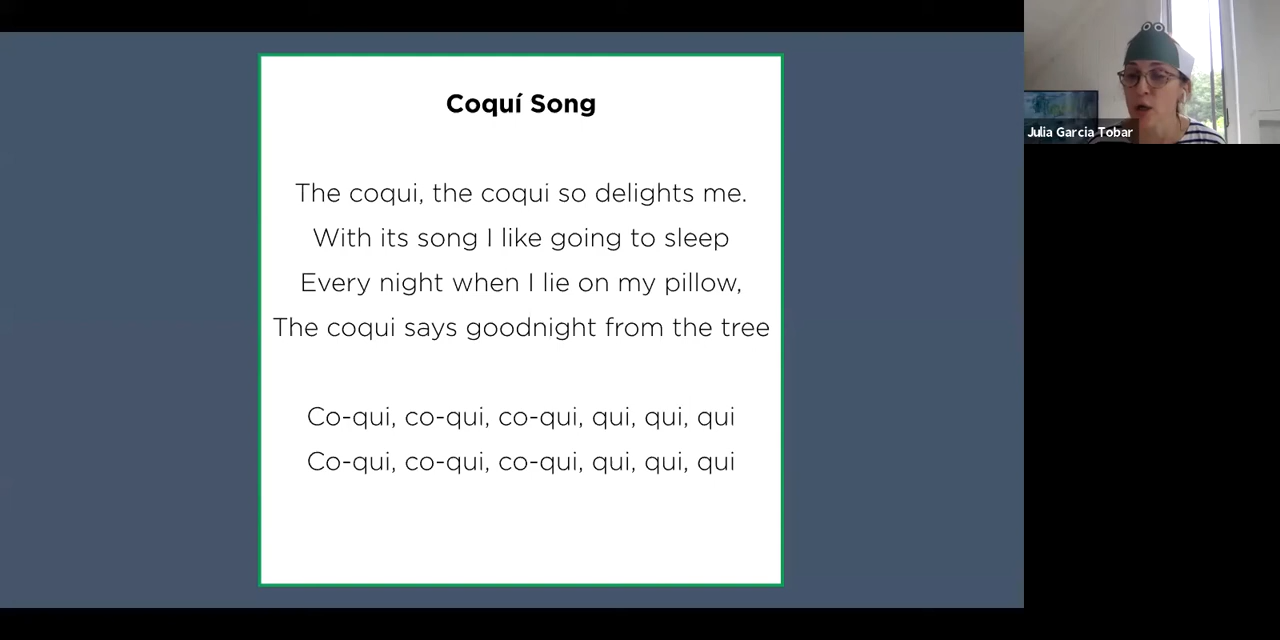 Coquí Song
The coqui, the coqui so delights me.
With its song I like going to sleep
Every night when I lie on my pillow,
The coqui says goodnight from the tree
Co-qui, co-qui, co-qui, qui, qui, qui
Co-qui, co-qui, co-qui, qui, qui, qui
Julia Garcia Tobar